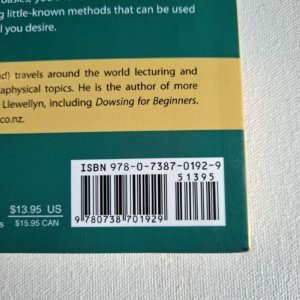 g little-known methods that can be used
you desire.
travels around the world lecturing and
aphysical topics. He is the author of more
Llewellyn, including Dowsing for Beginners.
co.nz.
ISBN 978-0-7387-0192-9
51395
9 780738 701929
$13.95 US
$15.95 CAN